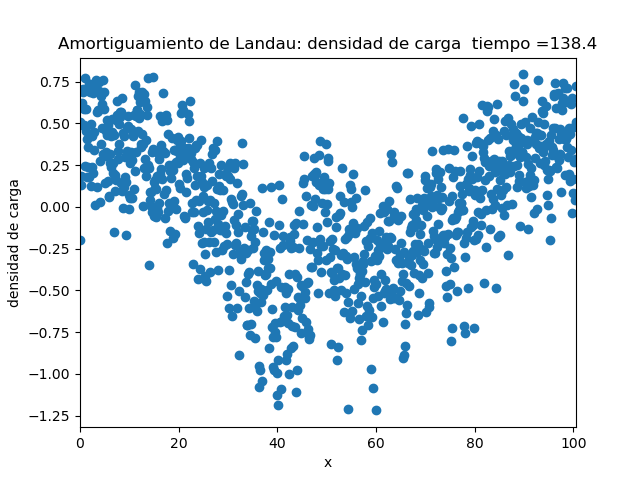 Amortiguamiento de Landau: densidad de carga  tiempo =138.4
densidad de carga
0.75
0.50
0.25
0.00
−0.25
−0.50
−0.75
−1.00
−1.25
0 20 40 60 80 100
x